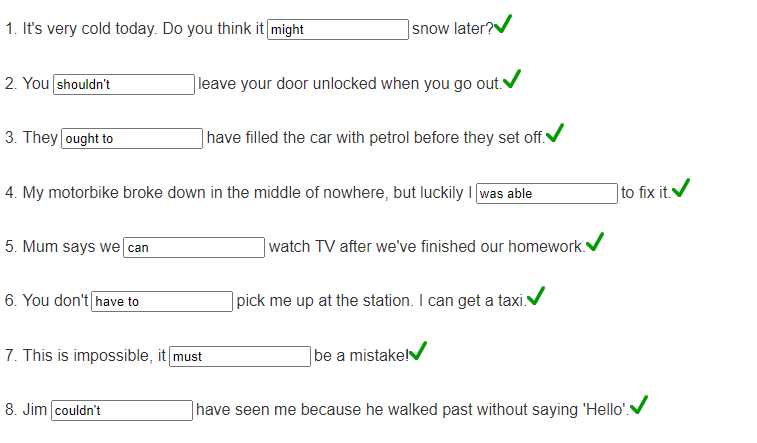 1. It's very cold today. Do you think it might snow later?
2. You shouldn't leave your door unlocked when you go out.
3. They ought to have filled the car with petrol before they set off.
4. My motorbike broke down in the middle of nowhere, but luckily I was able to fix it.
5. Mum says we can watch TV after we've finished our homework.
6. You don't have to pick me up at the station. I can get a taxi.
7. This is impossible, it must be a mistake!
8. Jim couldn't have seen me because he walked past without saying 'Hello'.